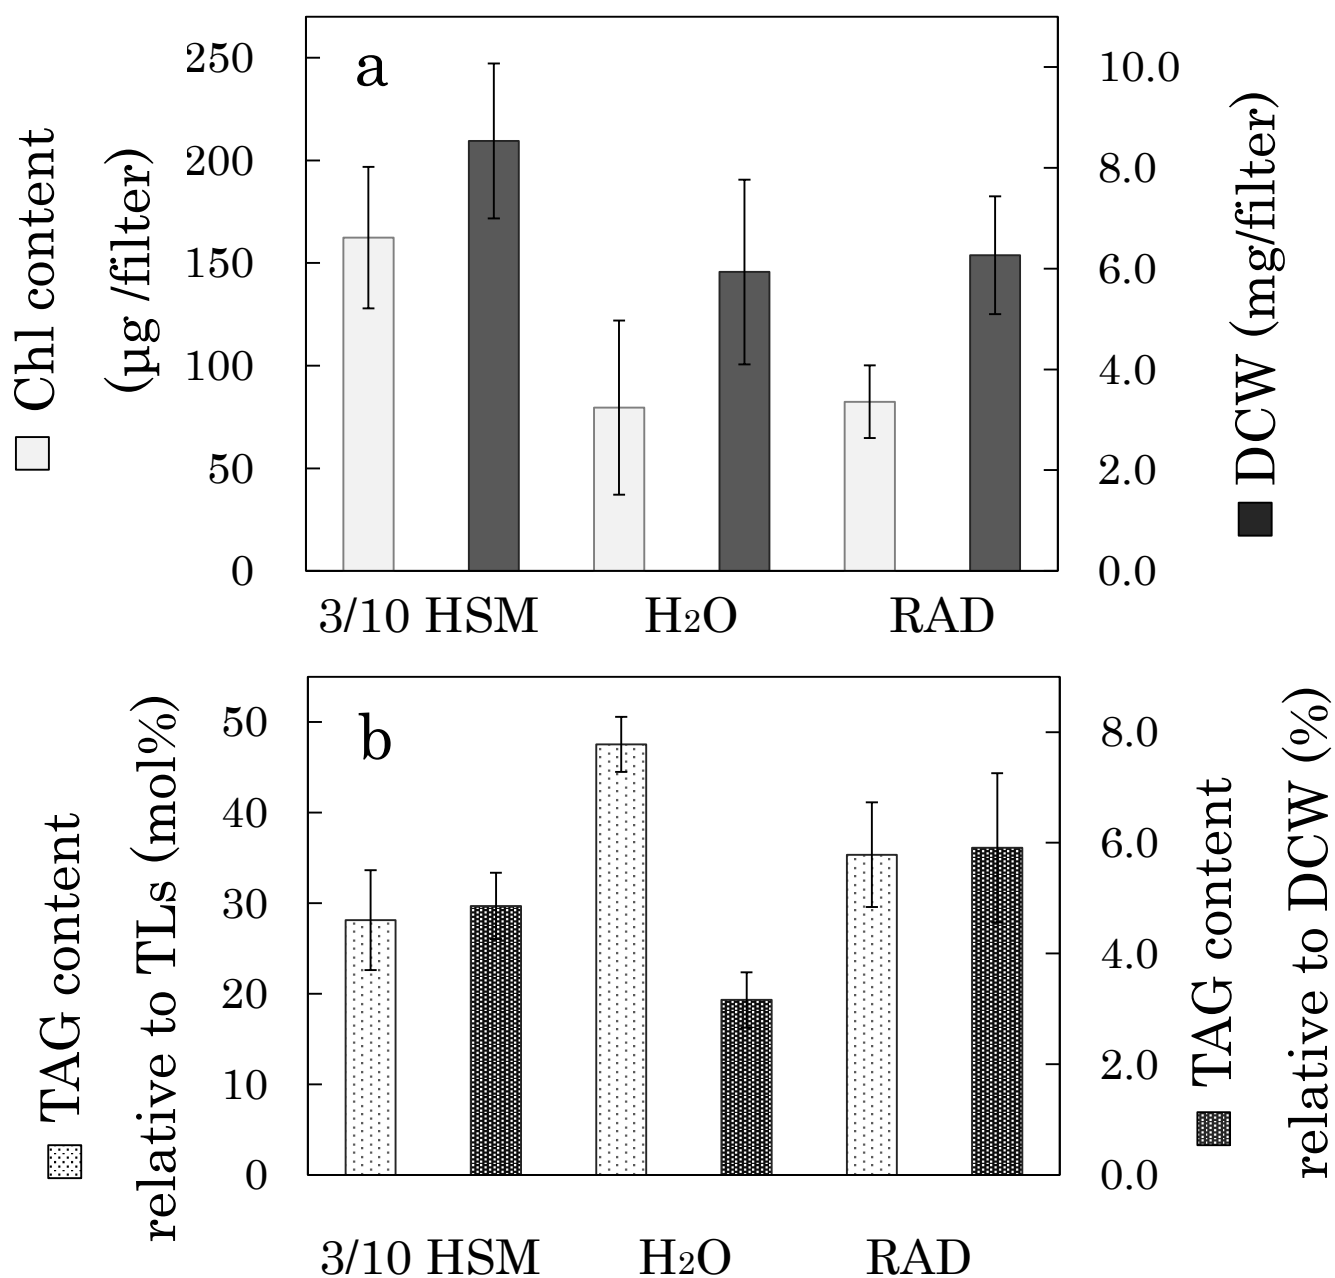 a
Chl content
(µg /filter)
250
200
150
100
50
0
10.0
8.0
6.0
4.0
2.0
0.0
DCW (mg/filter)
3/10 HSM H2O RAD
b
TAG content
relative to TLs (mol%)
50
40
30
20
10
0
8.0
6.0
4.0
2.0
0.0
TAG content
relative to DCW (%)
3/10 HSM H2O RAD